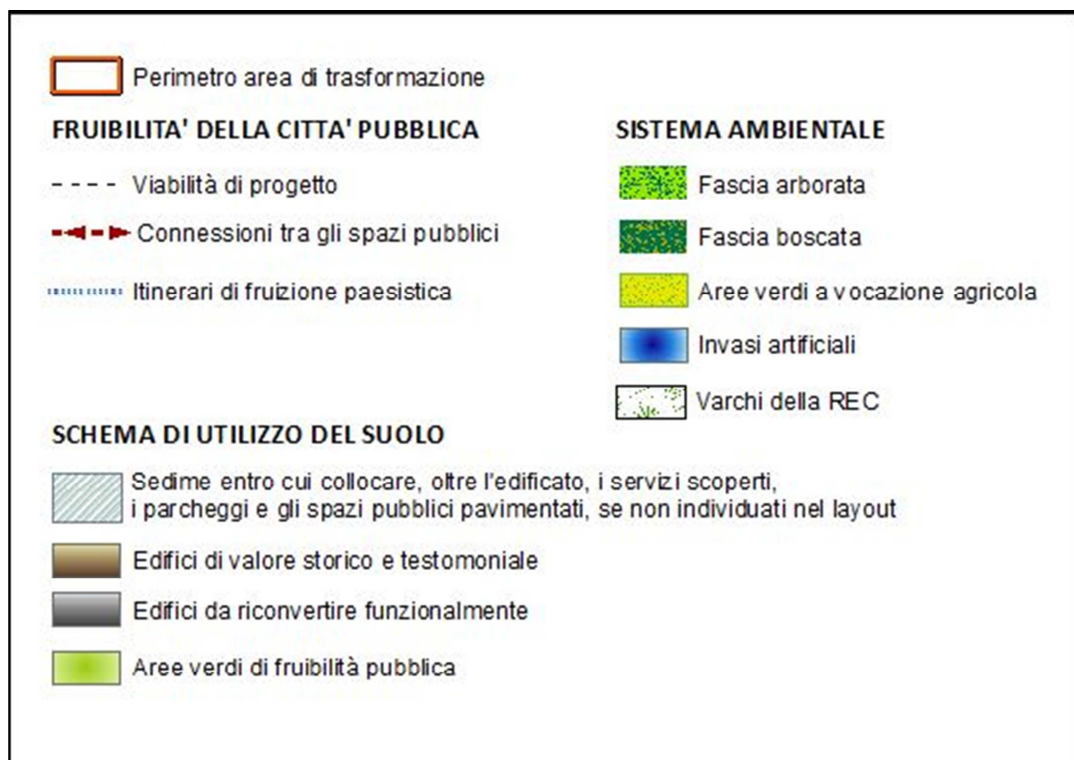 Perimetro area di trasformazione
FRUIBILITA' DELLA CITTA' PUBBLICA
Viabilità di progetto
Connessioni tra gli spazi pubblici
Itinerari di fruizione paesistica
SISTEMA AMBIENTALE
Fascia arborata
Fascia boscata
Aree verdi a vocazione agricola
Invasi artificiali
Varchi della REC
SCHEMA DI UTILIZZO DEL SUOLO
Sedime entro cui collocare, oltre l'edificato, i servizi scoperti,
i parcheggi e gli spazi pubblici pavimentati, se non individuati nel layout
Edifici di valore storico e testomoniale
Edifici da riconvertire funzionalmente
Aree verdi di fruibilità pubblica